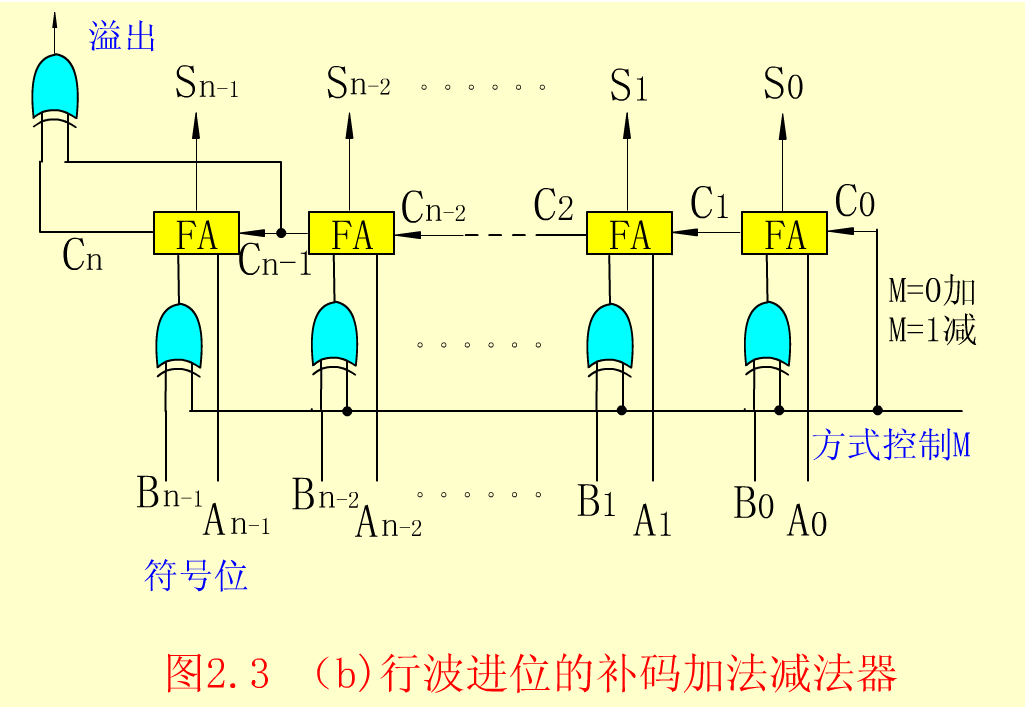 溢出
Sn-1 Sn-2 。。。。。。 S1 S0
Cn-2 C2 C1 C0
FA FA FA FA
Cn Cn-1
M=0加
M=1减
。。。。。。
方式控制M
Bn-1 An-1 Bn-2 An-2 。。。。。。 B1 A1 B0 A0
符号位
图2.3 （b)行波进位的补码加法减法器